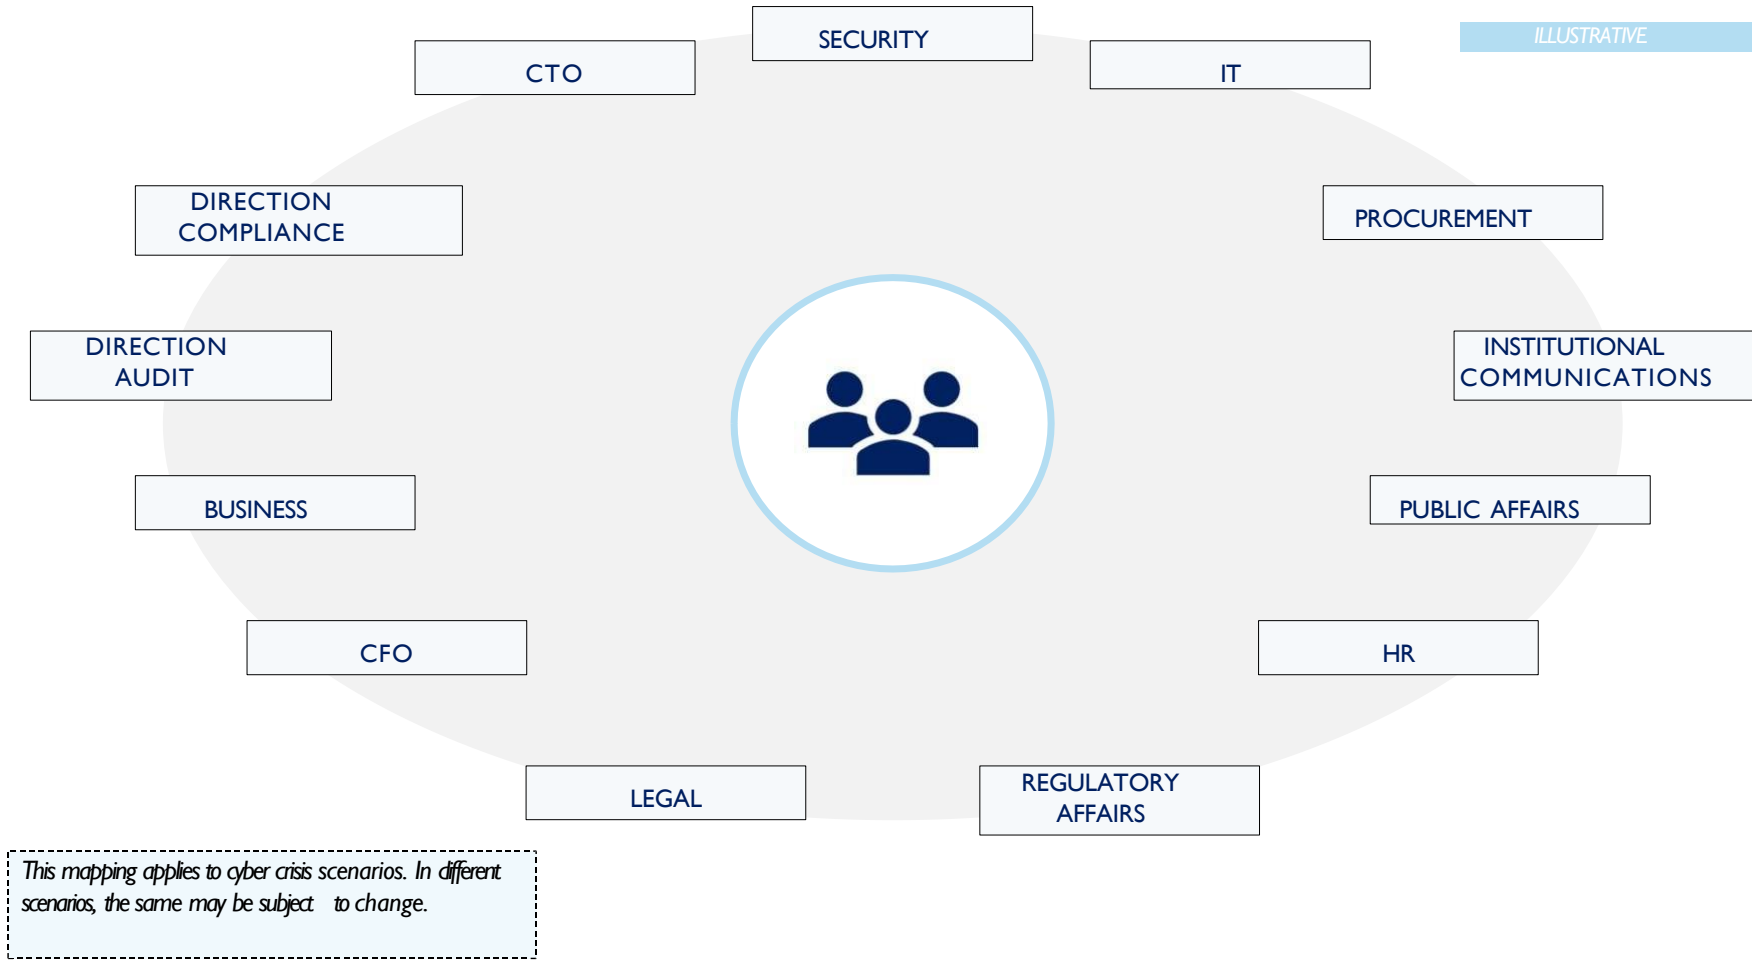 SECURITY
ILLUSTRATIVE
CTO
IT
DIRECTION
COMPLIANCE
PROCUREMENT
DIRECTION
AUDIT
INSTITUTIONAL
COMMUNICATIONS
BUSINESS
PUBLIC AFFAIRS
CFO
HR
LEGAL
REGULATORY
AFFAIRS
This mapping applies to cyber crisis scenarios. In different
scenarios, the same may be subject to change.